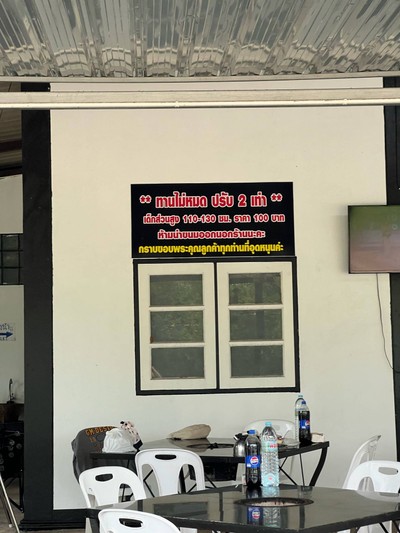 ** ทานไม่หมด ปรับ 2 เท่า **
เด็กส่วนสูง 110-130 ซม. ราคา 100 บาท
ห้ามนำขนมออกนอกร้านนะคะ
กราบขอบพระคุณลูกค้าทุกท่านที่อุดหนุนค่ะ